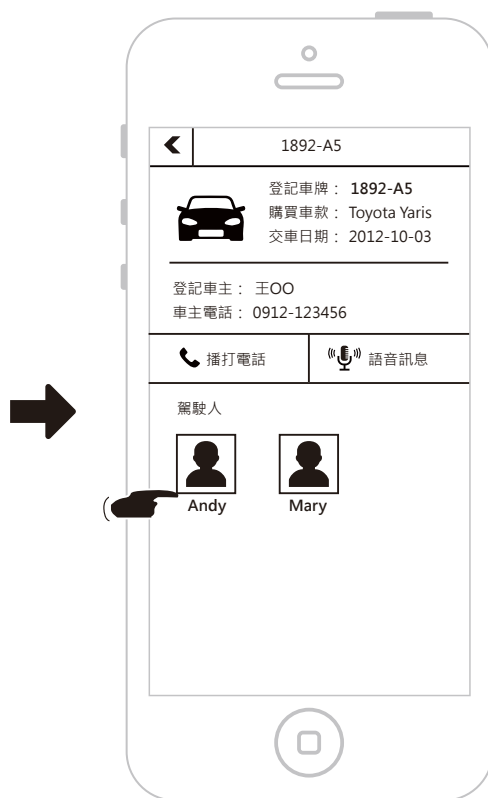 1892-A5
登記車牌： 1892-A5
購買車款： Toyota Yaris
交車日期： 2012-10-03
登記車主： 王OO
車主電話： 0912-123456
播打電話 語音訊息
駕駛人
Andy Mary